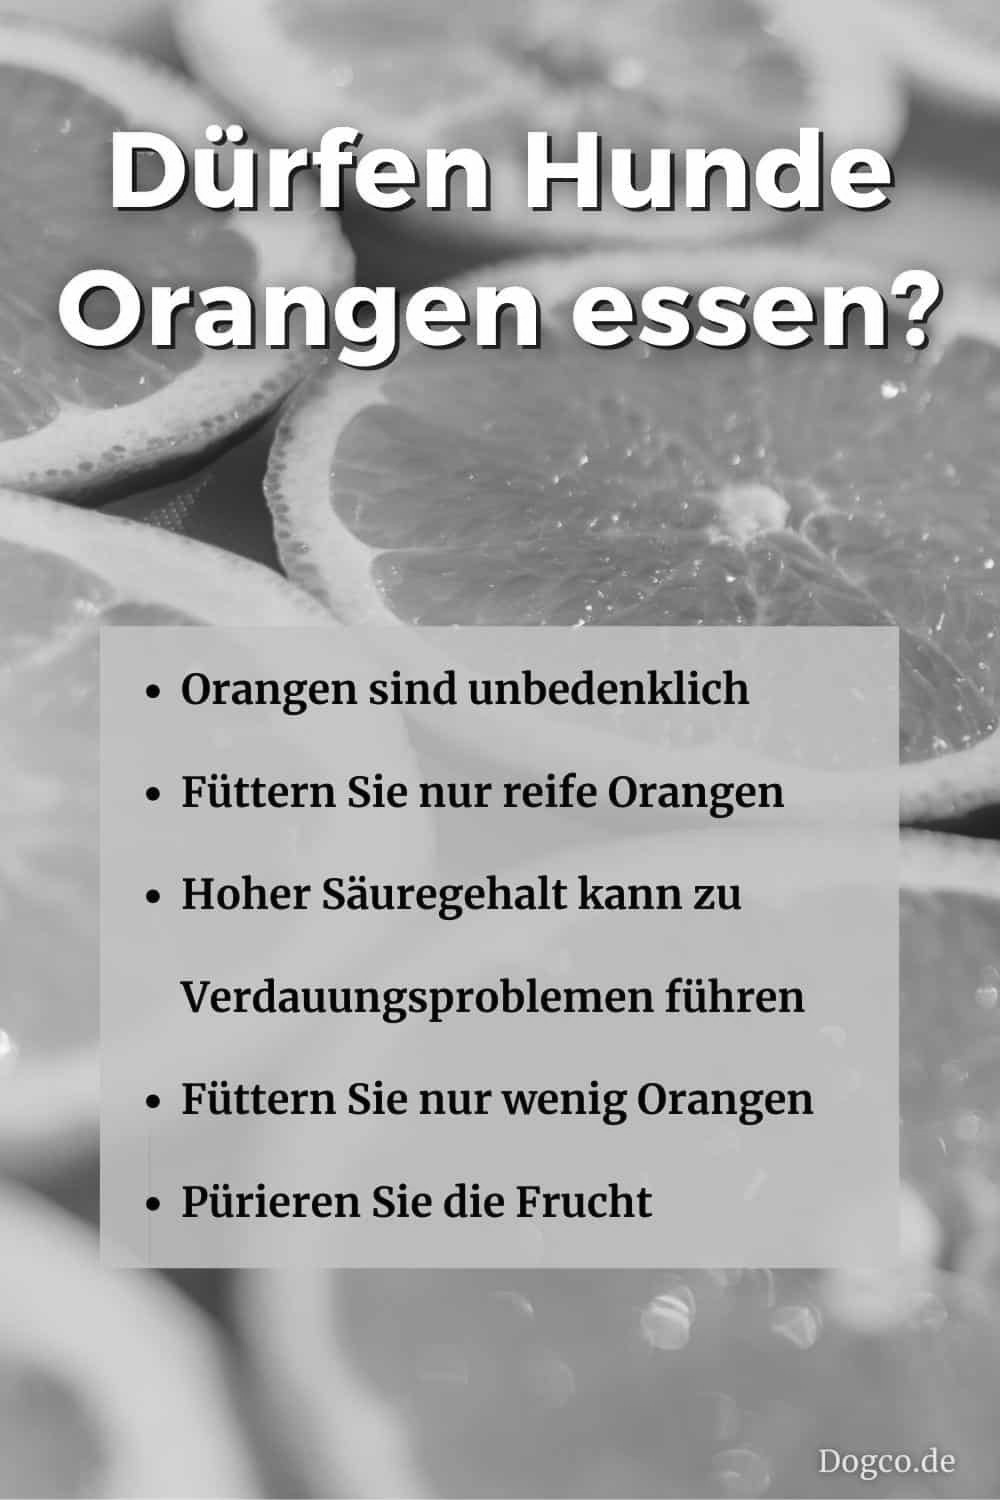 Dürfen Hunde
Orangen essen?
• Orangen sind unbedenklich
• Füttern Sie nur reife Orangen
• Hoher Säuregehalt kann zu
Verdauungsproblemen führen
• Füttern Sie nur wenig Orangen
• Pürieren Sie die Frucht
Dogco.de